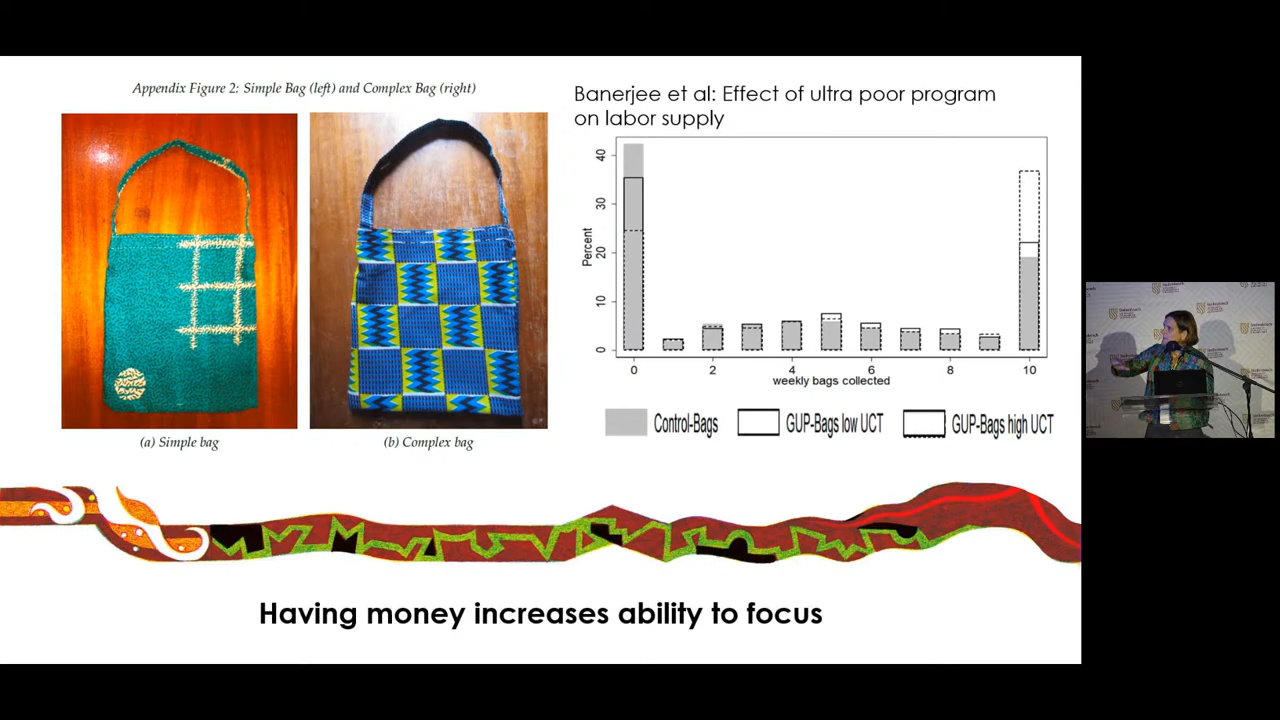 Appendix Figure 2: Simple Bag (left) and Complex Bag (right)
(a) Simple bag
(b) Complex bag
Banerjee et al: Effect of ultra poor program
on labor supply
Percent
40
30
20
10
0
0 2 4 6 8 10
weekly bags collected
Control-Bags GUP-Bags low UCT GUP-Bags high UCT
Having money increases ability to focus